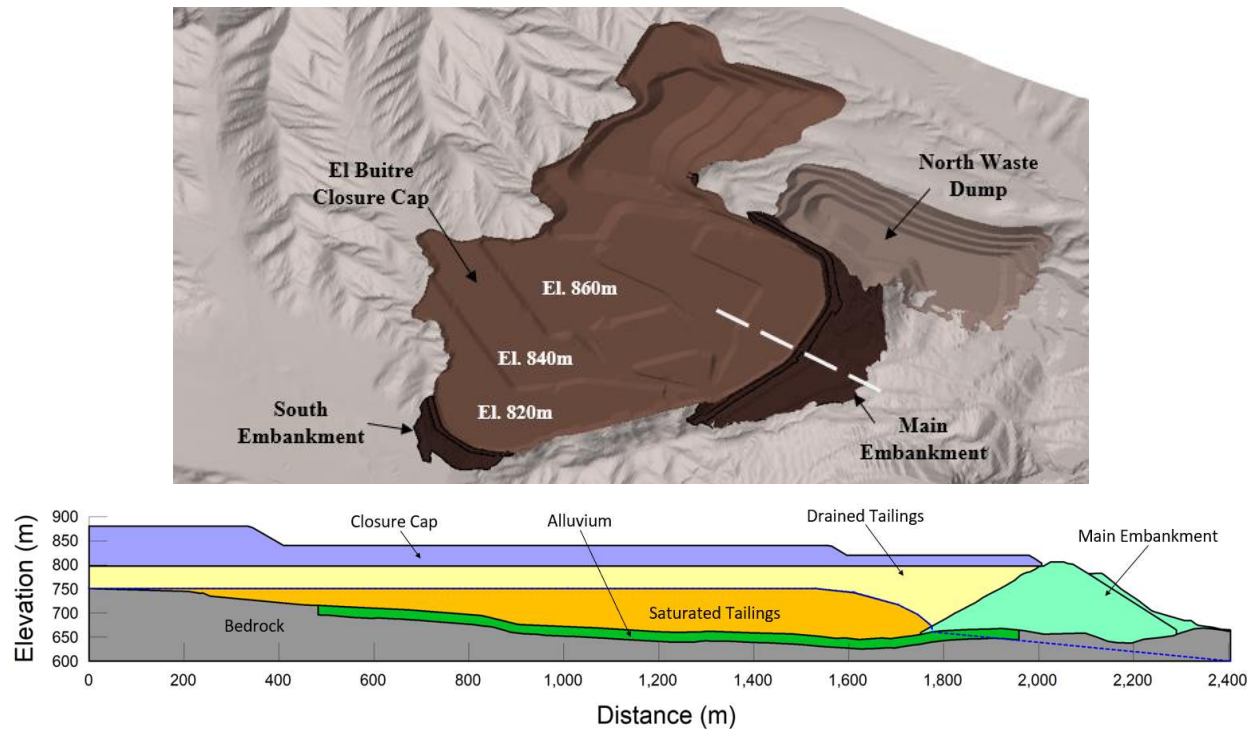 El Buitre
Closure Cap
North Waste
Dump
El. 860m
El. 840m
El. 820m
South
Embankment
Main
Embankment
Elevation (m)
900
850
800
750
700
650
600
Closure Cap
Alluvium
Drained Tailings
Main Embankment
Saturated Tailings
Bedrock
0
200
400
600
800
1,000
1,200
1,400
1,600
1,800
2,000
2,200
2,400
Distance (m)